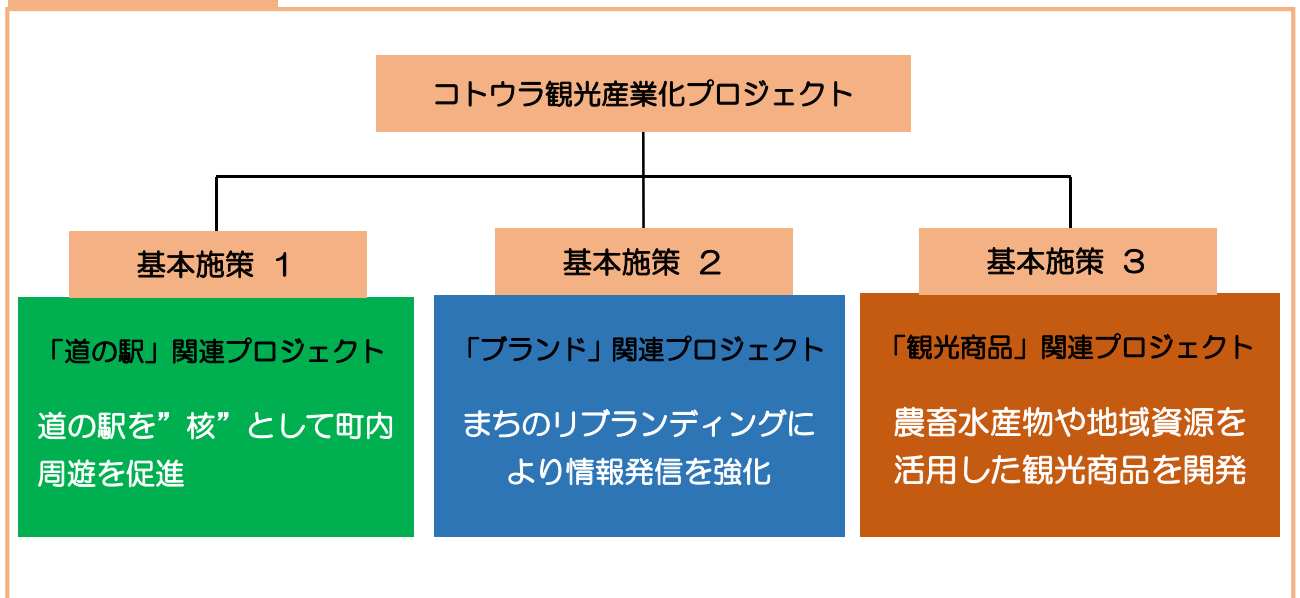 コトウラ観光産業化プロジェクト
基本施策 1
「道の駅」関連プロジェクト
道の駅を”核”として町内
周遊を促進
基本施策 2
「ブランド」関連プロジェクト
まちのリブランディングに
より情報発信を強化
基本施策 3
「観光商品」関連プロジェクト
農畜水産物や地域資源を
活用した観光商品を開発